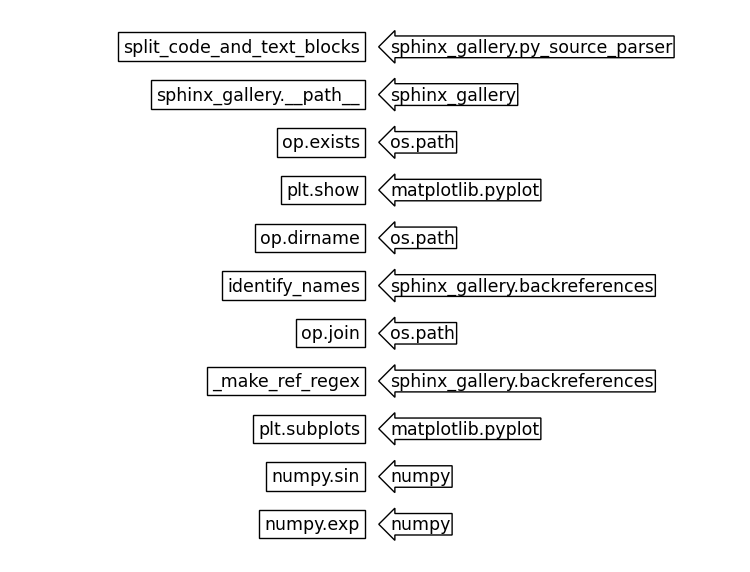 split_code_and_text_blocks sphinx_gallery.py_source_parser
sphinx_gallery.__path__ sphinx_gallery
op.exists os.path
plt.show matplotlib.pyplot
op.dirname os.path
identify_names sphinx_gallery.backreferences
op.join os.path
_make_ref_regex sphinx_gallery.backreferences
plt.subplots matplotlib.pyplot
numpy.sin numpy
numpy.exp numpy